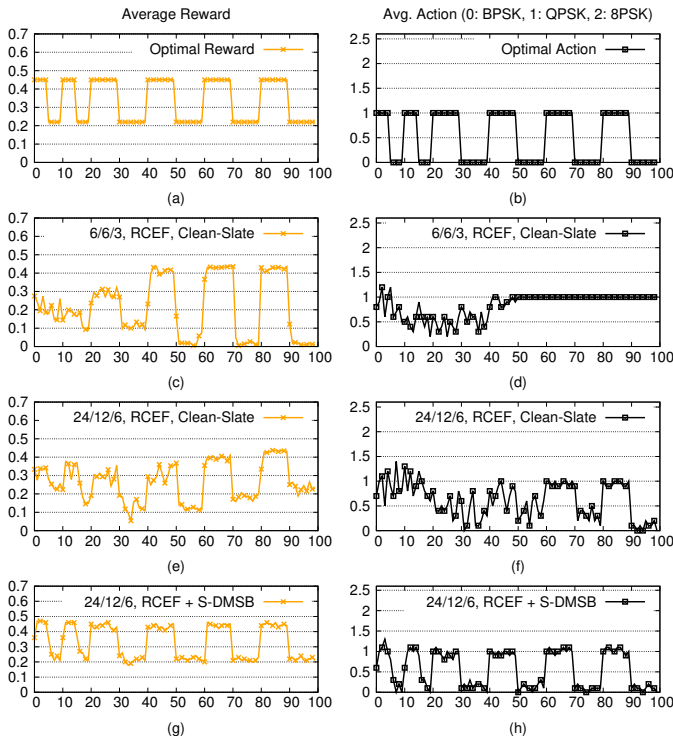 Average Reward
Avg. Action (0: BPSK, 1: QPSK, 2: 8PSK)
0.7
0.6
0.5
0.4
0.3
0.2
0.1
0
Optimal Reward
0 10 20 30 40 50 60 70 80 90 100
(a)
2.5
2
1.5
1
0.5
0
Optimal Action
0 10 20 30 40 50 60 70 80 90 100
(b)
0.7
0.6
0.5
0.4
0.3
0.2
0.1
0
6/6/3, RCEF, Clean-Slate
0 10 20 30 40 50 60 70 80 90 100
(c)
2.5
2
1.5
1
0.5
0
6/6/3, RCEF, Clean-Slate
0 10 20 30 40 50 60 70 80 90 100
(d)
0.7
0.6
0.5
0.4
0.3
0.2
0.1
0
24/12/6, RCEF, Clean-Slate
0 10 20 30 40 50 60 70 80 90 100
(e)
2.5
2
1.5
1
0.5
0
24/12/6, RCEF, Clean-Slate
0 10 20 30 40 50 60 70 80 90 100
(f)
0.7
0.6
0.5
0.4
0.3
0.2
0.1
0
24/12/6, RCEF + S-DMSB
0 10 20 30 40 50 60 70 80 90 100
(g)
2.5
2
1.5
1
0.5
0
24/12/6, RCEF + S-DMSB
0 10 20 30 40 50 60 70 80 90 100
(h)